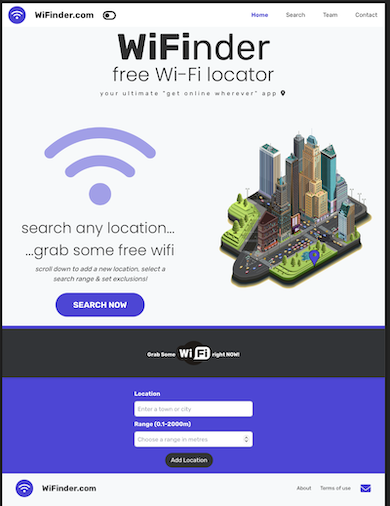 WiFinder.com
Home Search Team Contact
WiFinder
free Wi-Fi locator
your ultimate "get online wherever" app
search any location...
...grab some free wifi
scroll down to add a new location, select a
search range & set exclusions!
SEARCH NOW
Grab Some Wi Fi right NOW!
Location
Enter a town or city
Range (0.1-2000m)
Choose a range in metres
Add Location
WiFinder.com
About Terms of use